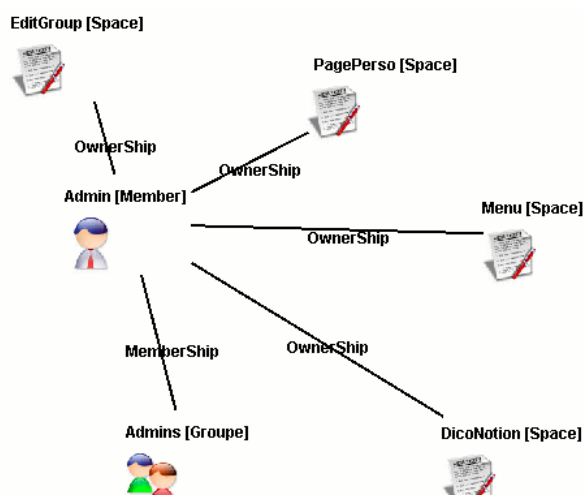 EditGroup [Space]
PagePerso [Space]
OwnerShip
OwnerShip
Admin [Member]
Menu [Space]
OwnerShip
MemberShip
OwnerShip
Admins [Groupe]
DicoNotion [Space]